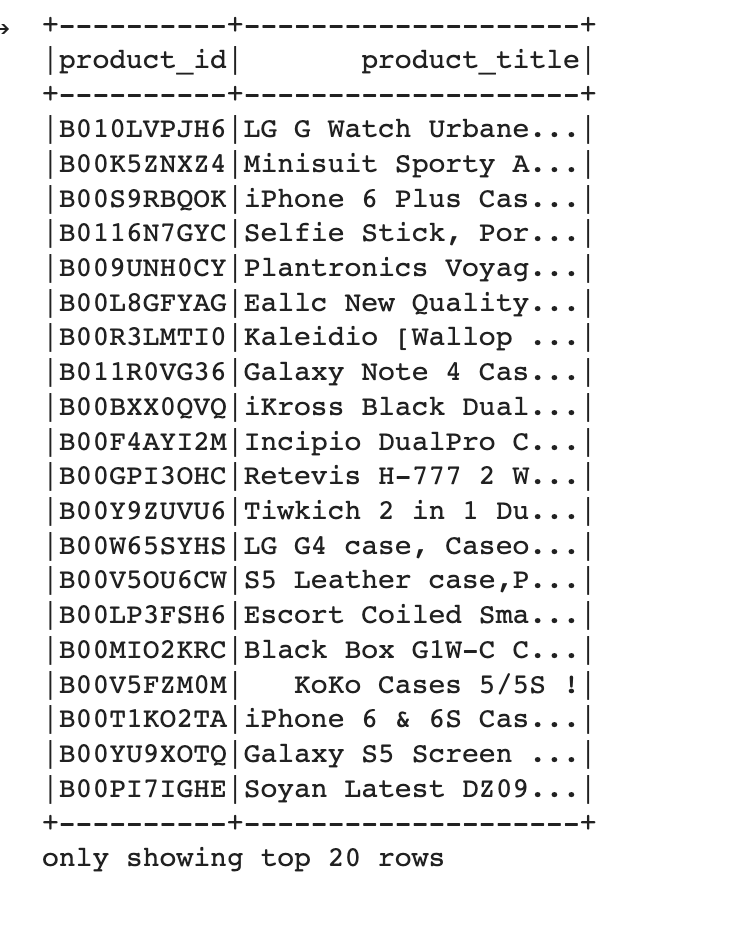 +----------+--------------------+
|product_id|       product_title|
+----------+--------------------+
|B010LVPJH6|LG G Watch Urbane...|
|B00K5ZNXZ4|Minisuit Sporty A...|
|B00S9RBQOK|iPhone 6 Plus Cas...|
|B0116N7GYC|Selfie Stick, Por...|
|B009UNH0CY|Plantronics Voyag...|
|B00L8GFYAG|Eallc New Quality...|
|B00R3LMTI0|Kaleidio [Wallop ...|
|B011R0VG36|Galaxy Note 4 Cas...|
|B00BXX0QVQ|iKross Black Dual...|
|B00F4AYI2M|Incipio DualPro C...|
|B00GPI3OHC|Retevis H-777 2 W...|
|B00Y9ZUVU6|Tiwkich 2 in 1 Du...|
|B00W65SYHS|LG G4 case, Caseo...|
|B00V5OU6CW|S5 Leather case,P...|
|B00LP3FSH6|Escort Coiled Sma...|
|B00MIO2KRC|Black Box G1W-C C...|
|B00V5FZM0M|   KoKo Cases 5/5S !|
|B00T1KO2TA|iPhone 6 & 6S Cas...|
|B00YU9XOTQ|Galaxy S5 Screen ...|
|B00PI7IGHE|Soyan Latest DZ09...|
+----------+--------------------+
only showing top 20 rows